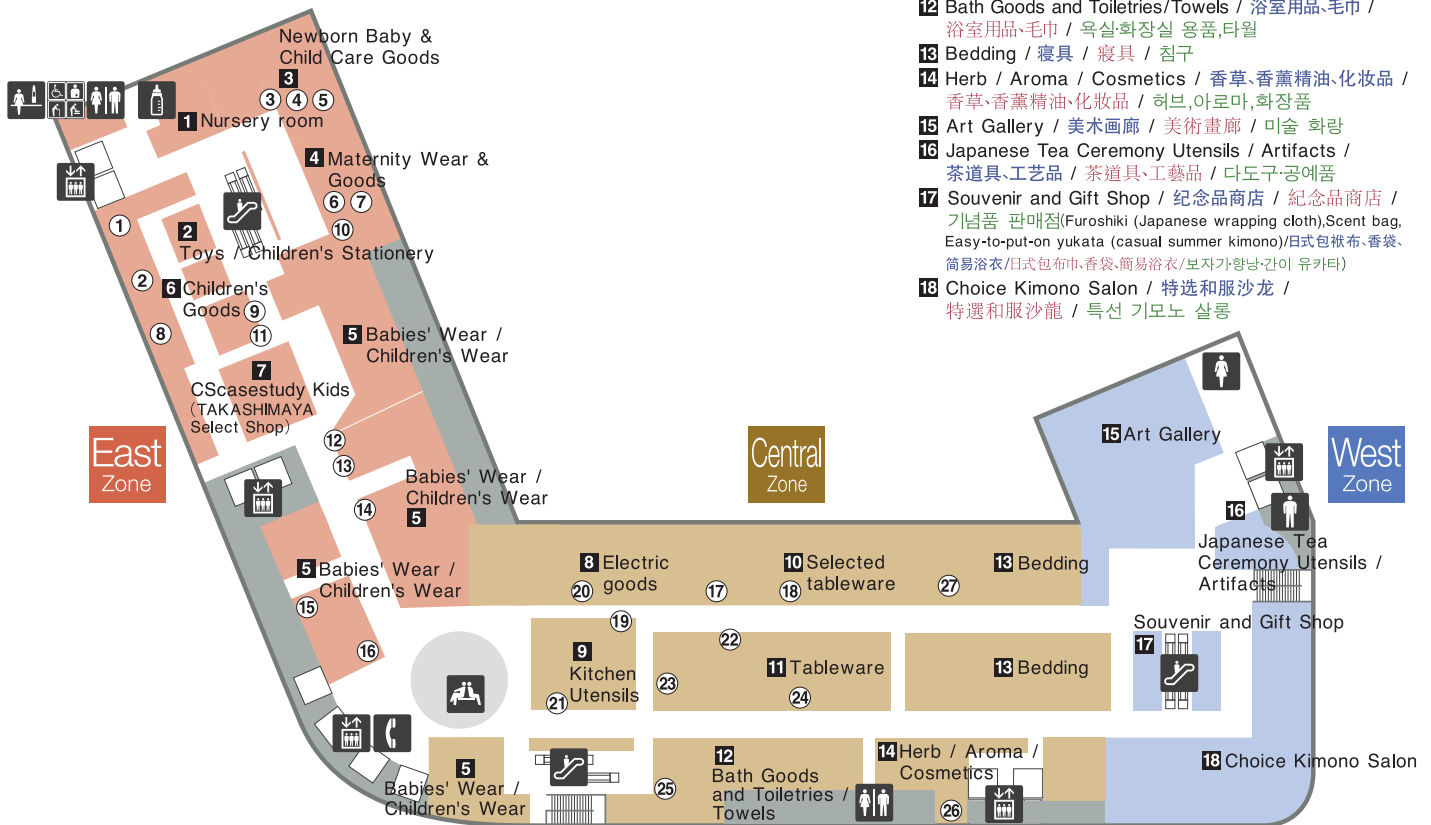 12 Bath Goods and Toiletries/Towels / 浴室用品、毛巾 /
浴室用品、毛巾 / 욕실·화장실 용품,타월
13 Bedding / 寝具 / 寢具 / 침구
14 Herb / Aroma / Cosmetics / 香草、香薰精油、化妆品 /
香草、香薰精油、化妝品 / 허브,아로마,화장품
15 Art Gallery / 美术画廊 / 美術畫廊 / 미술 화랑
16 Japanese Tea Ceremony Utensils / Artifacts /
茶道具、工艺品 / 茶道具、工藝品 / 다도구·공예품
17 Souvenir and Gift Shop / 纪念品商店 / 紀念品商店 /
기념품 판매점(Furoshiki (Japanese wrapping cloth),Scent bag,
Easy-to-put-on yukata (casual summer kimono)/日式包袱布、香袋、
简易浴衣/日式包布巾、香袋、簡易浴衣/보자기·향낭·간이 유카타)
18 Choice Kimono Salon / 特选和服沙龙 /
特選和服沙龍 / 특선 기모노 살롱
Newborn Baby &
Child Care Goods
3
3 4 5
1 Nursery room
4 Maternity Wear &
Goods
6 7
10
1
2
Toys / Children's Stationery
2
6 Children's
Goods 9
11
8
5 Babies' Wear /
Children's Wear
7
CScasestudy Kids
(TAKASHIMAYA
Select Shop)
12
13
East
Zone
Central
Zone
West
Zone
Babies' Wear /
Children's Wear
5
14
5 Babies' Wear /
Children's Wear
15
16
8 Electric
goods
20
17
10 Selected
tableware
18
27
13 Bedding
15 Art Gallery
16
Japanese Tea
Ceremony Utensils /
Artifacts
19
9
Kitchen
Utensils
21
22
23
11 Tableware
24
13 Bedding
Souvenir and Gift Shop
17
5
Babies' Wear /
Children's Wear
25
12
Bath Goods
and Toiletries /
Towels
14 Herb / Aroma /
Cosmetics
26
18 Choice Kimono Salon